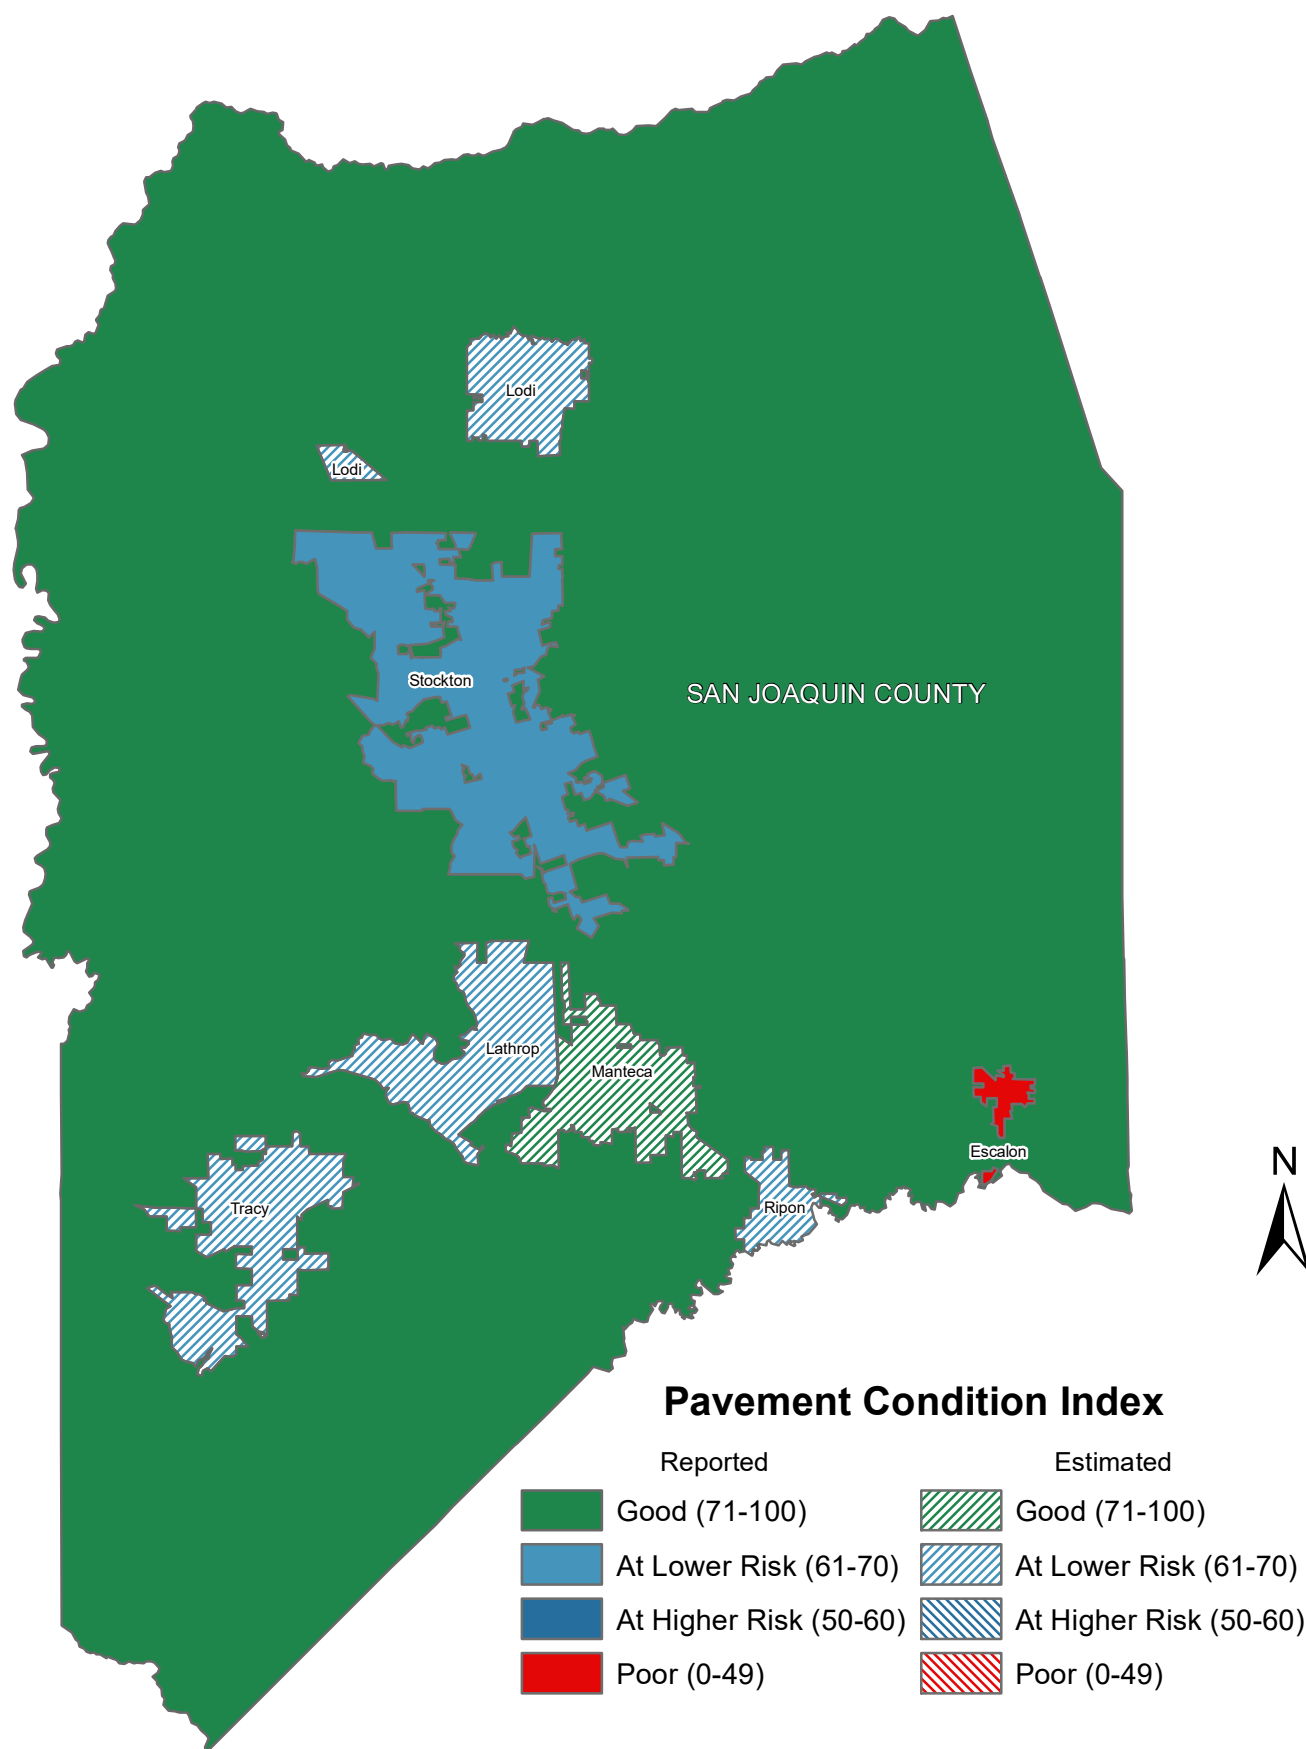 Lodi
Lodi
Stockton
SAN JOAQUIN COUNTY
Lathrop
Manteca
Escalon
Ripon
Tracy
N
Pavement Condition Index
Reported
Estimated
Good (71-100)
Good (71-100)
At Lower Risk (61-70)
At Lower Risk (61-70)
At Higher Risk (50-60)
At Higher Risk (50-60)
Poor (0-49)
Poor (0-49)